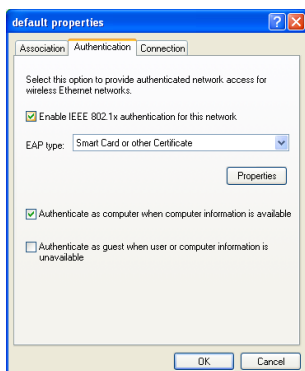 default properties
Association Authentication Connection
Select this option to provide authenticated network access for
wireless Ethernet networks.
Enable IEEE 802.1x authentication for this network
EAP type: Smart Card or other Certificate
Properties
Authenticate as computer when computer information is available
Authenticate as guest when user or computer information is
unavailable
OK Cancel